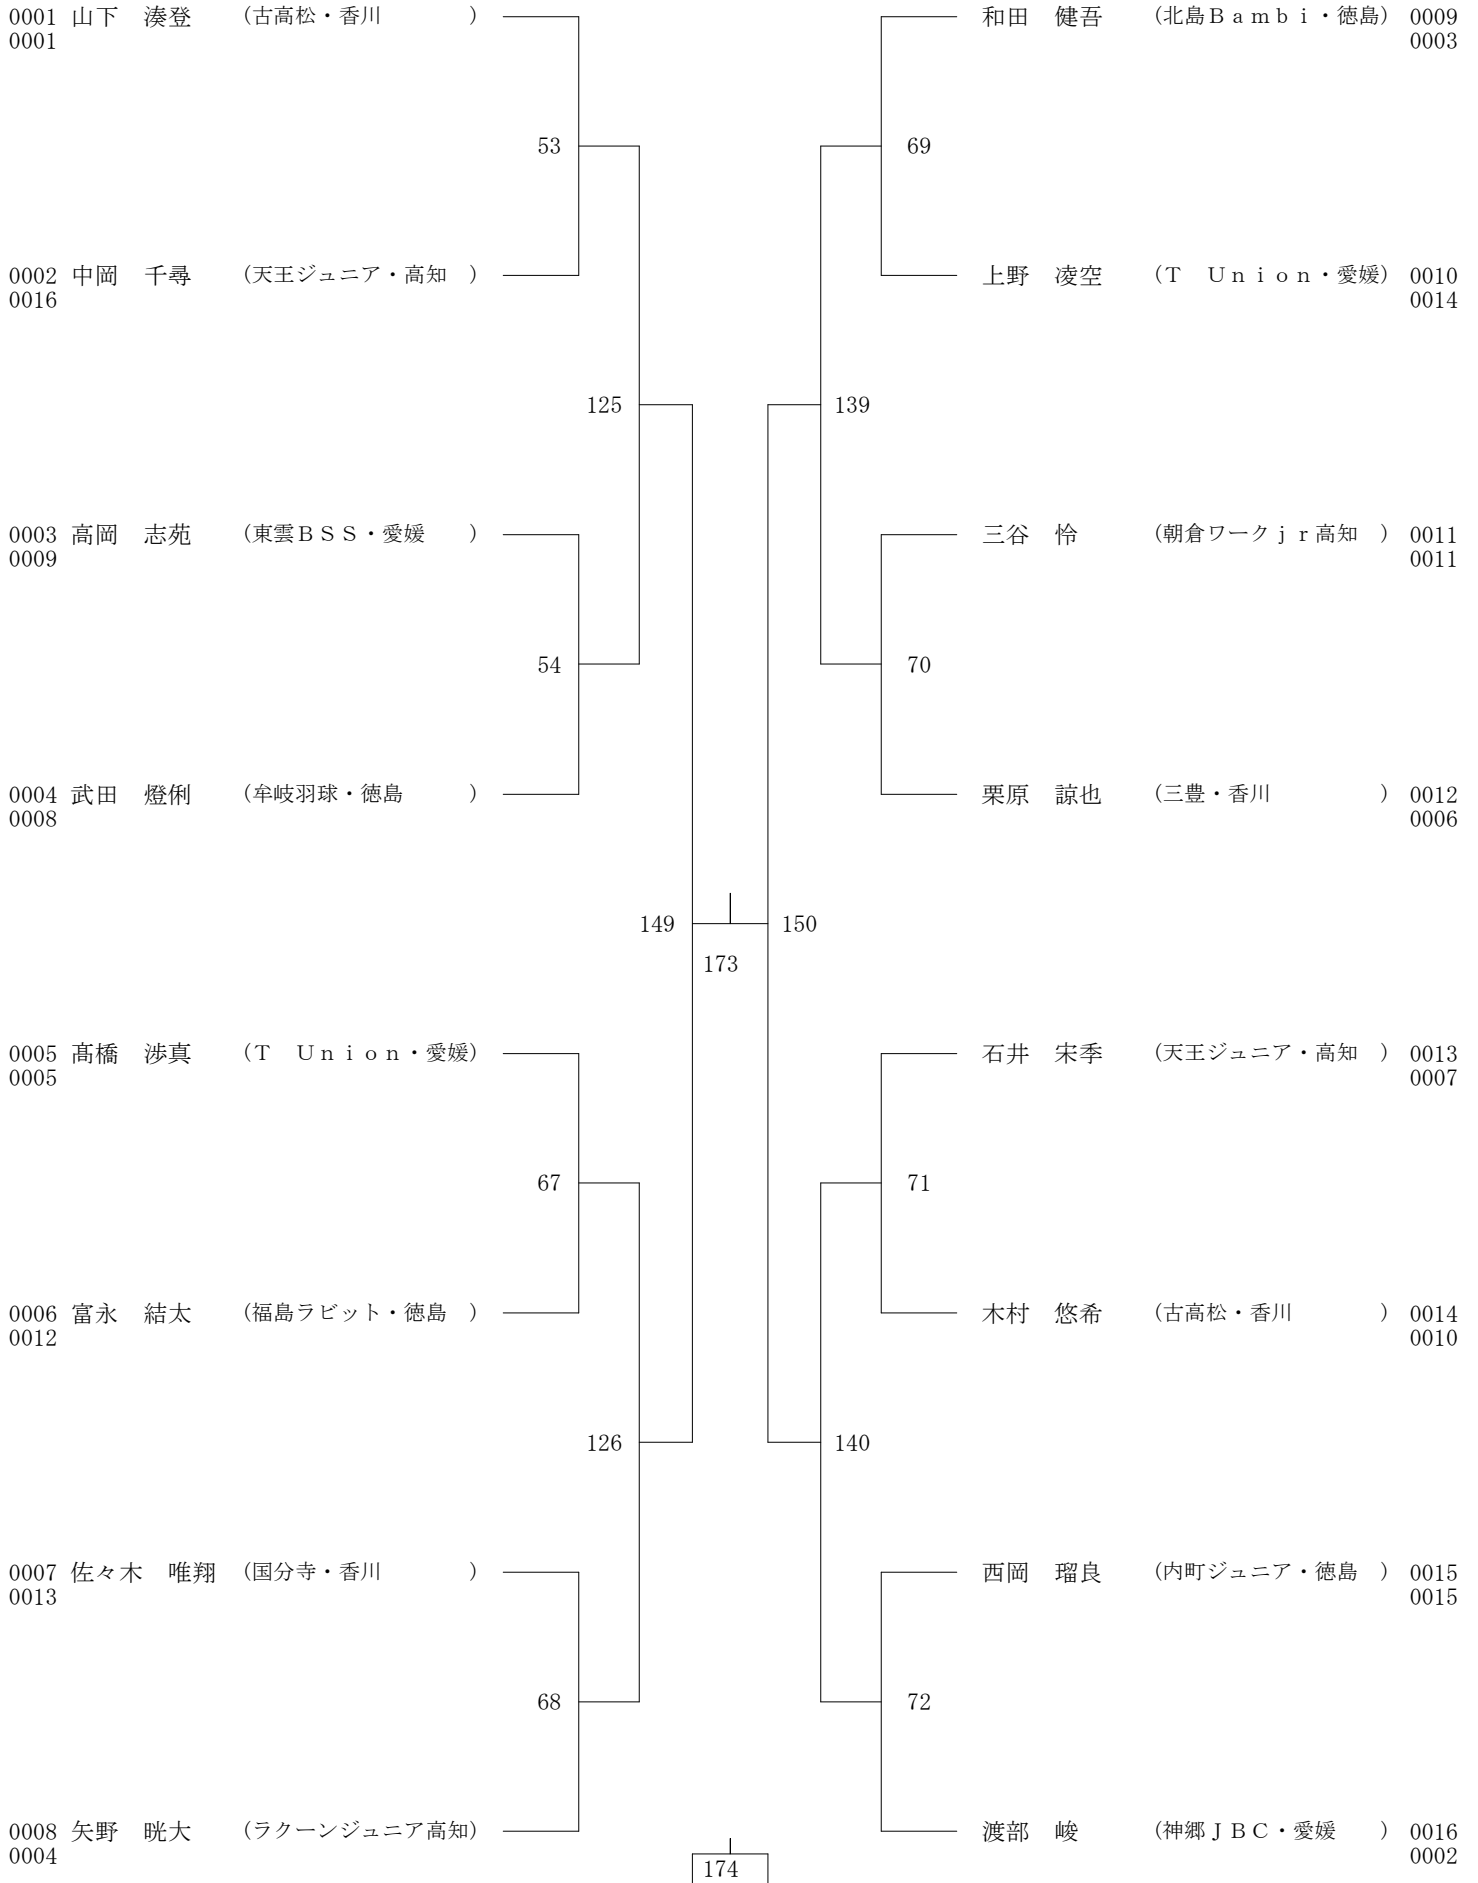 0001 山下　湊登 （古高松・香川　　　　）
0001
53
0002 中岡　千尋 （天王ジュニア・高知　）
0016
125
0003 高岡　志苑 （東雲ＢＳＳ・愛媛　　）
0009
54
0004 武田　燈俐 （牟岐羽球・徳島　　　）
0008
149
0005 髙橋　渉真 （Ｔ　Ｕｎｉｏｎ・愛媛）
0005
67
0006 富永　結太 （福島ラビット・徳島　）
0012
126
0007 佐々木　唯翔 （国分寺・香川　　　　）
0013
68
0008 矢野　晄大 （ラクーンジュニア高知）
0004
173
174
和田　健吾 （北島Ｂａｍｂｉ・徳島） 0009
0003
69
上野　凌空 （Ｔ　Ｕｎｉｏｎ・愛媛） 0010
0014
139
三谷　怜 （朝倉ワークｊｒ高知　） 0011
0011
70
栗原　諒也 （三豊・香川　　　　　） 0012
0006
150
石井　宋季 （天王ジュニア・高知　） 0013
0007
71
木村　悠希 （古高松・香川　　　　） 0014
0010
140
西岡　瑠良 （内町ジュニア・徳島　） 0015
0015
72
渡部　峻 （神郷ＪＢＣ・愛媛　　） 0016
0002